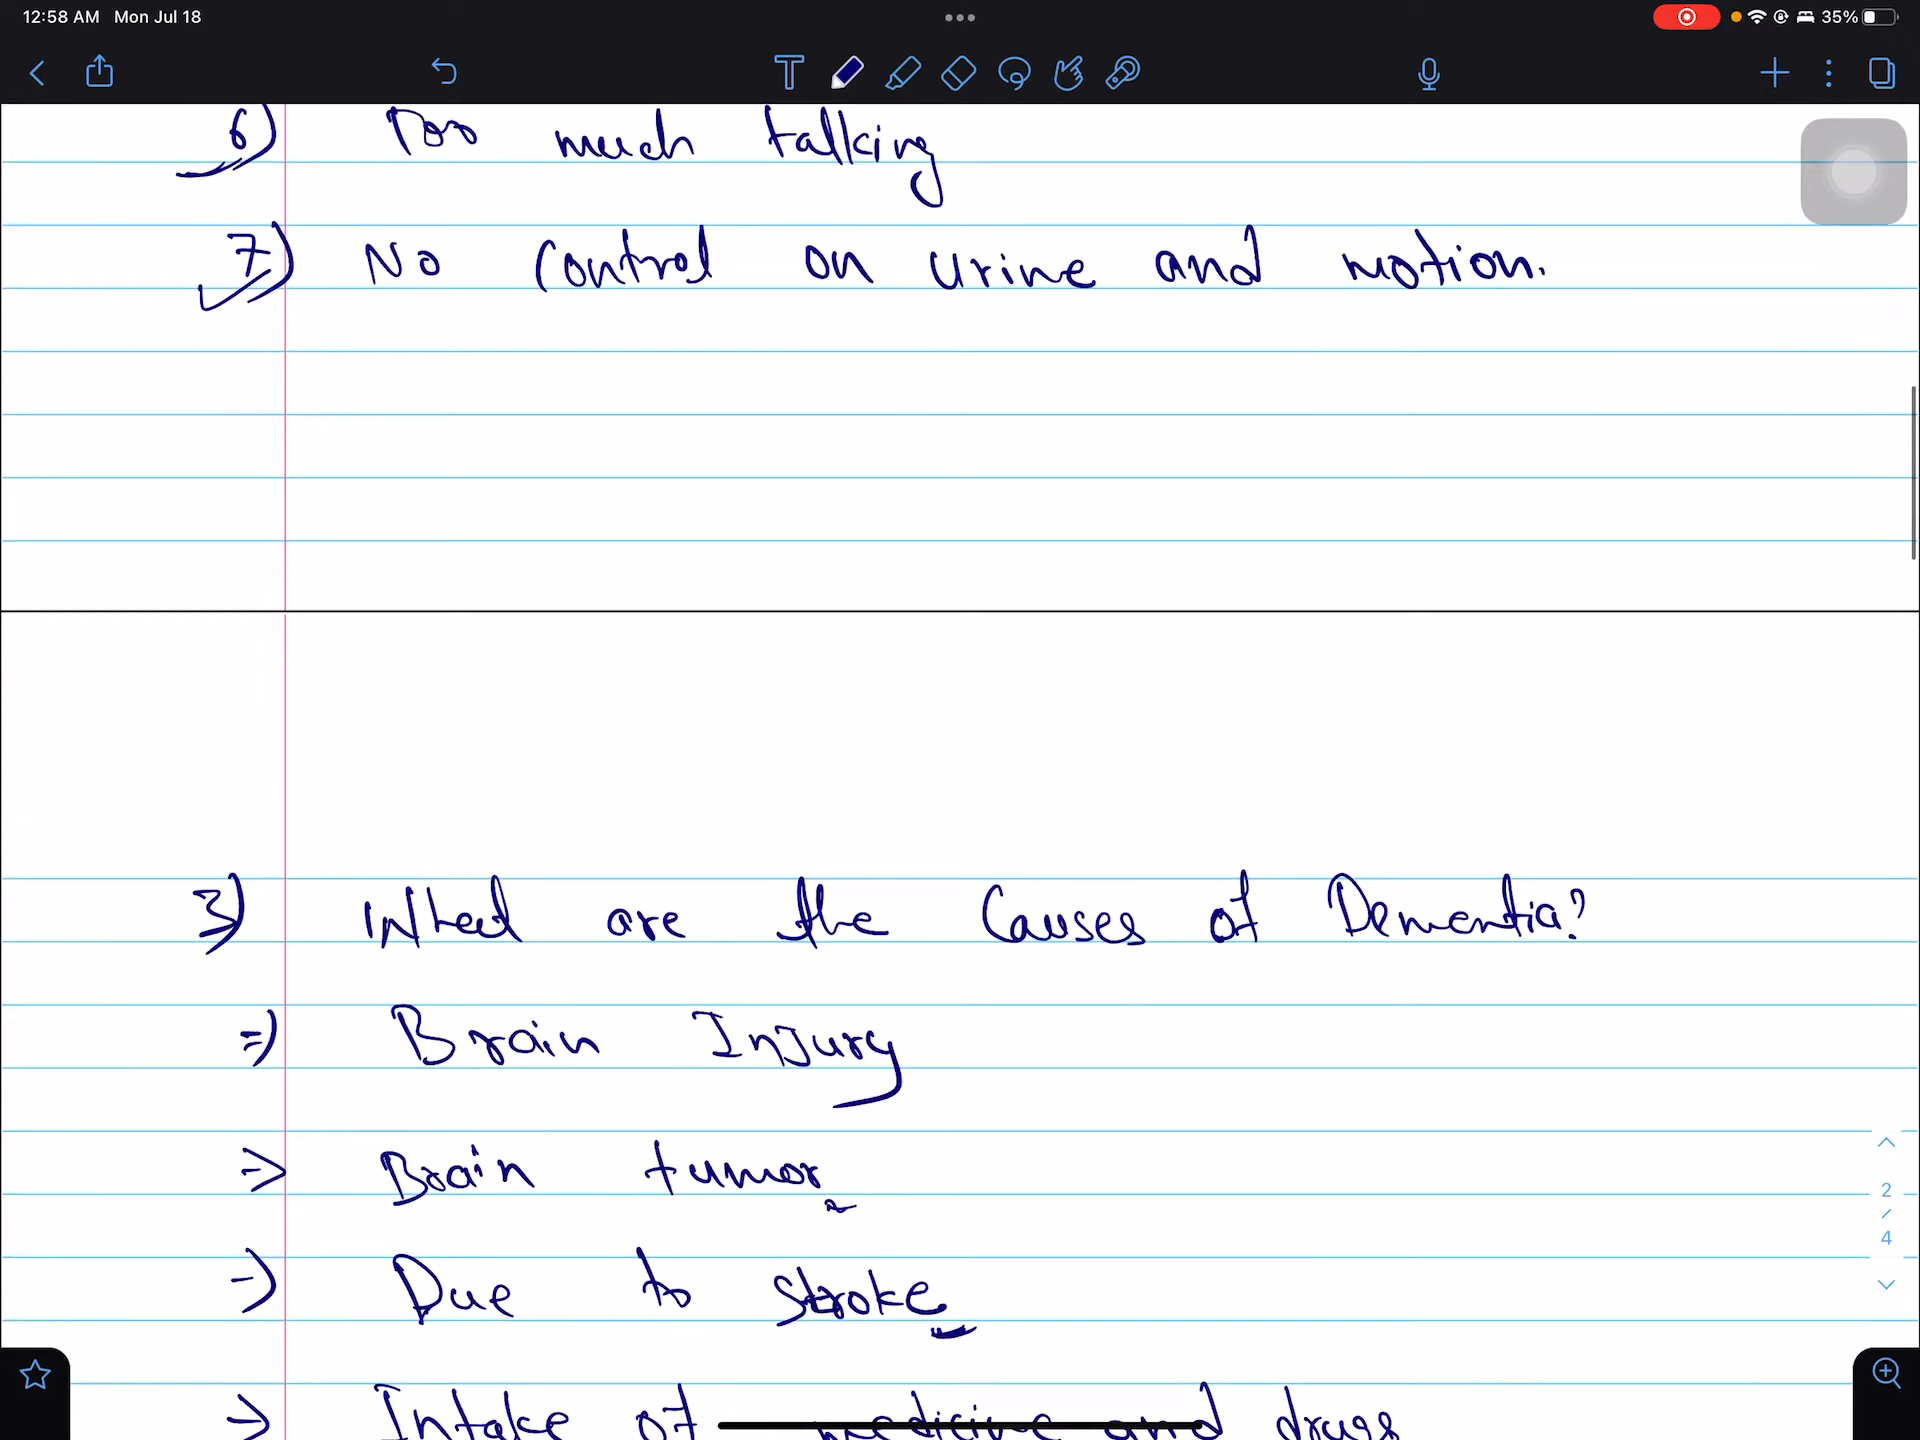 12:58 AM Mon Jul 18
35%
6) Too much talking
7) No control on urine and motion.
3) What are the Causes of Dementia?
=) Brain Injury
=> Brain tumor
-) Due to stroke
-> Intake of medicine and drugs
2
/
4